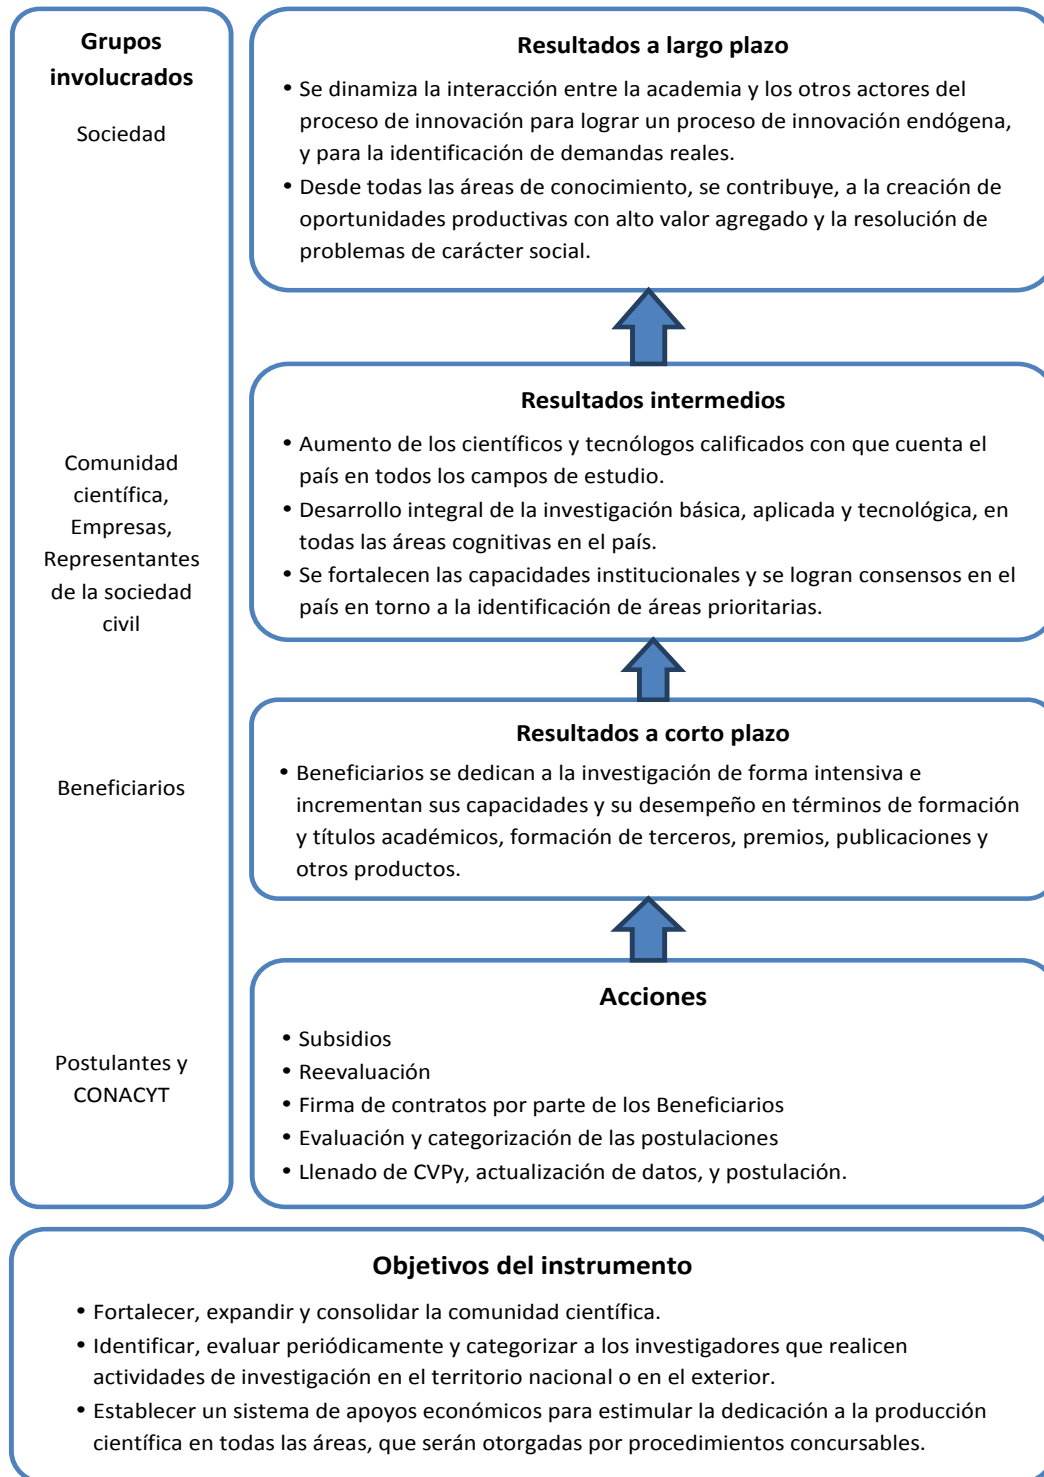 Grupos
involucrados
Sociedad
Comunidad
científica,
Empresas,
Representantes
de la sociedad
civil
Beneficiarios
Postulantes y
CONACYT
Resultados a largo plazo
• Se dinamiza la interacción entre la academia y los otros actores del
proceso de innovación para lograr un proceso de innovación endógena,
y para la identificación de demandas reales.
• Desde todas las áreas de conocimiento, se contribuye, a la creación de
oportunidades productivas con alto valor agregado y la resolución de
problemas de carácter social.
Resultados intermedios
• Aumento de los científicos y tecnólogos calificados con que cuenta el
país en todos los campos de estudio.
• Desarrollo integral de la investigación básica, aplicada y tecnológica, en
todas las áreas cognitivas en el país.
• Se fortalecen las capacidades institucionales y se logran consensos en el
país en torno a la identificación de áreas prioritarias.
Resultados a corto plazo
• Beneficiarios se dedican a la investigación de forma intensiva e
incrementan sus capacidades y su desempeño en términos de formación
y títulos académicos, formación de terceros, premios, publicaciones y
otros productos.
Acciones
• Subsidios
• Reevaluación
• Firma de contratos por parte de los Beneficiarios
• Evaluación y categorización de las postulaciones
• Llenado de CVPy, actualización de datos, y postulación.
Objetivos del instrumento
• Fortalecer, expandir y consolidar la comunidad científica.
• Identificar, evaluar periódicamente y categorizar a los investigadores que realicen
actividades de investigación en el territorio nacional o en el exterior.
• Establecer un sistema de apoyos económicos para estimular la dedicación a la producción
científica en todas las áreas, que serán otorgadas por procedimientos concursables.